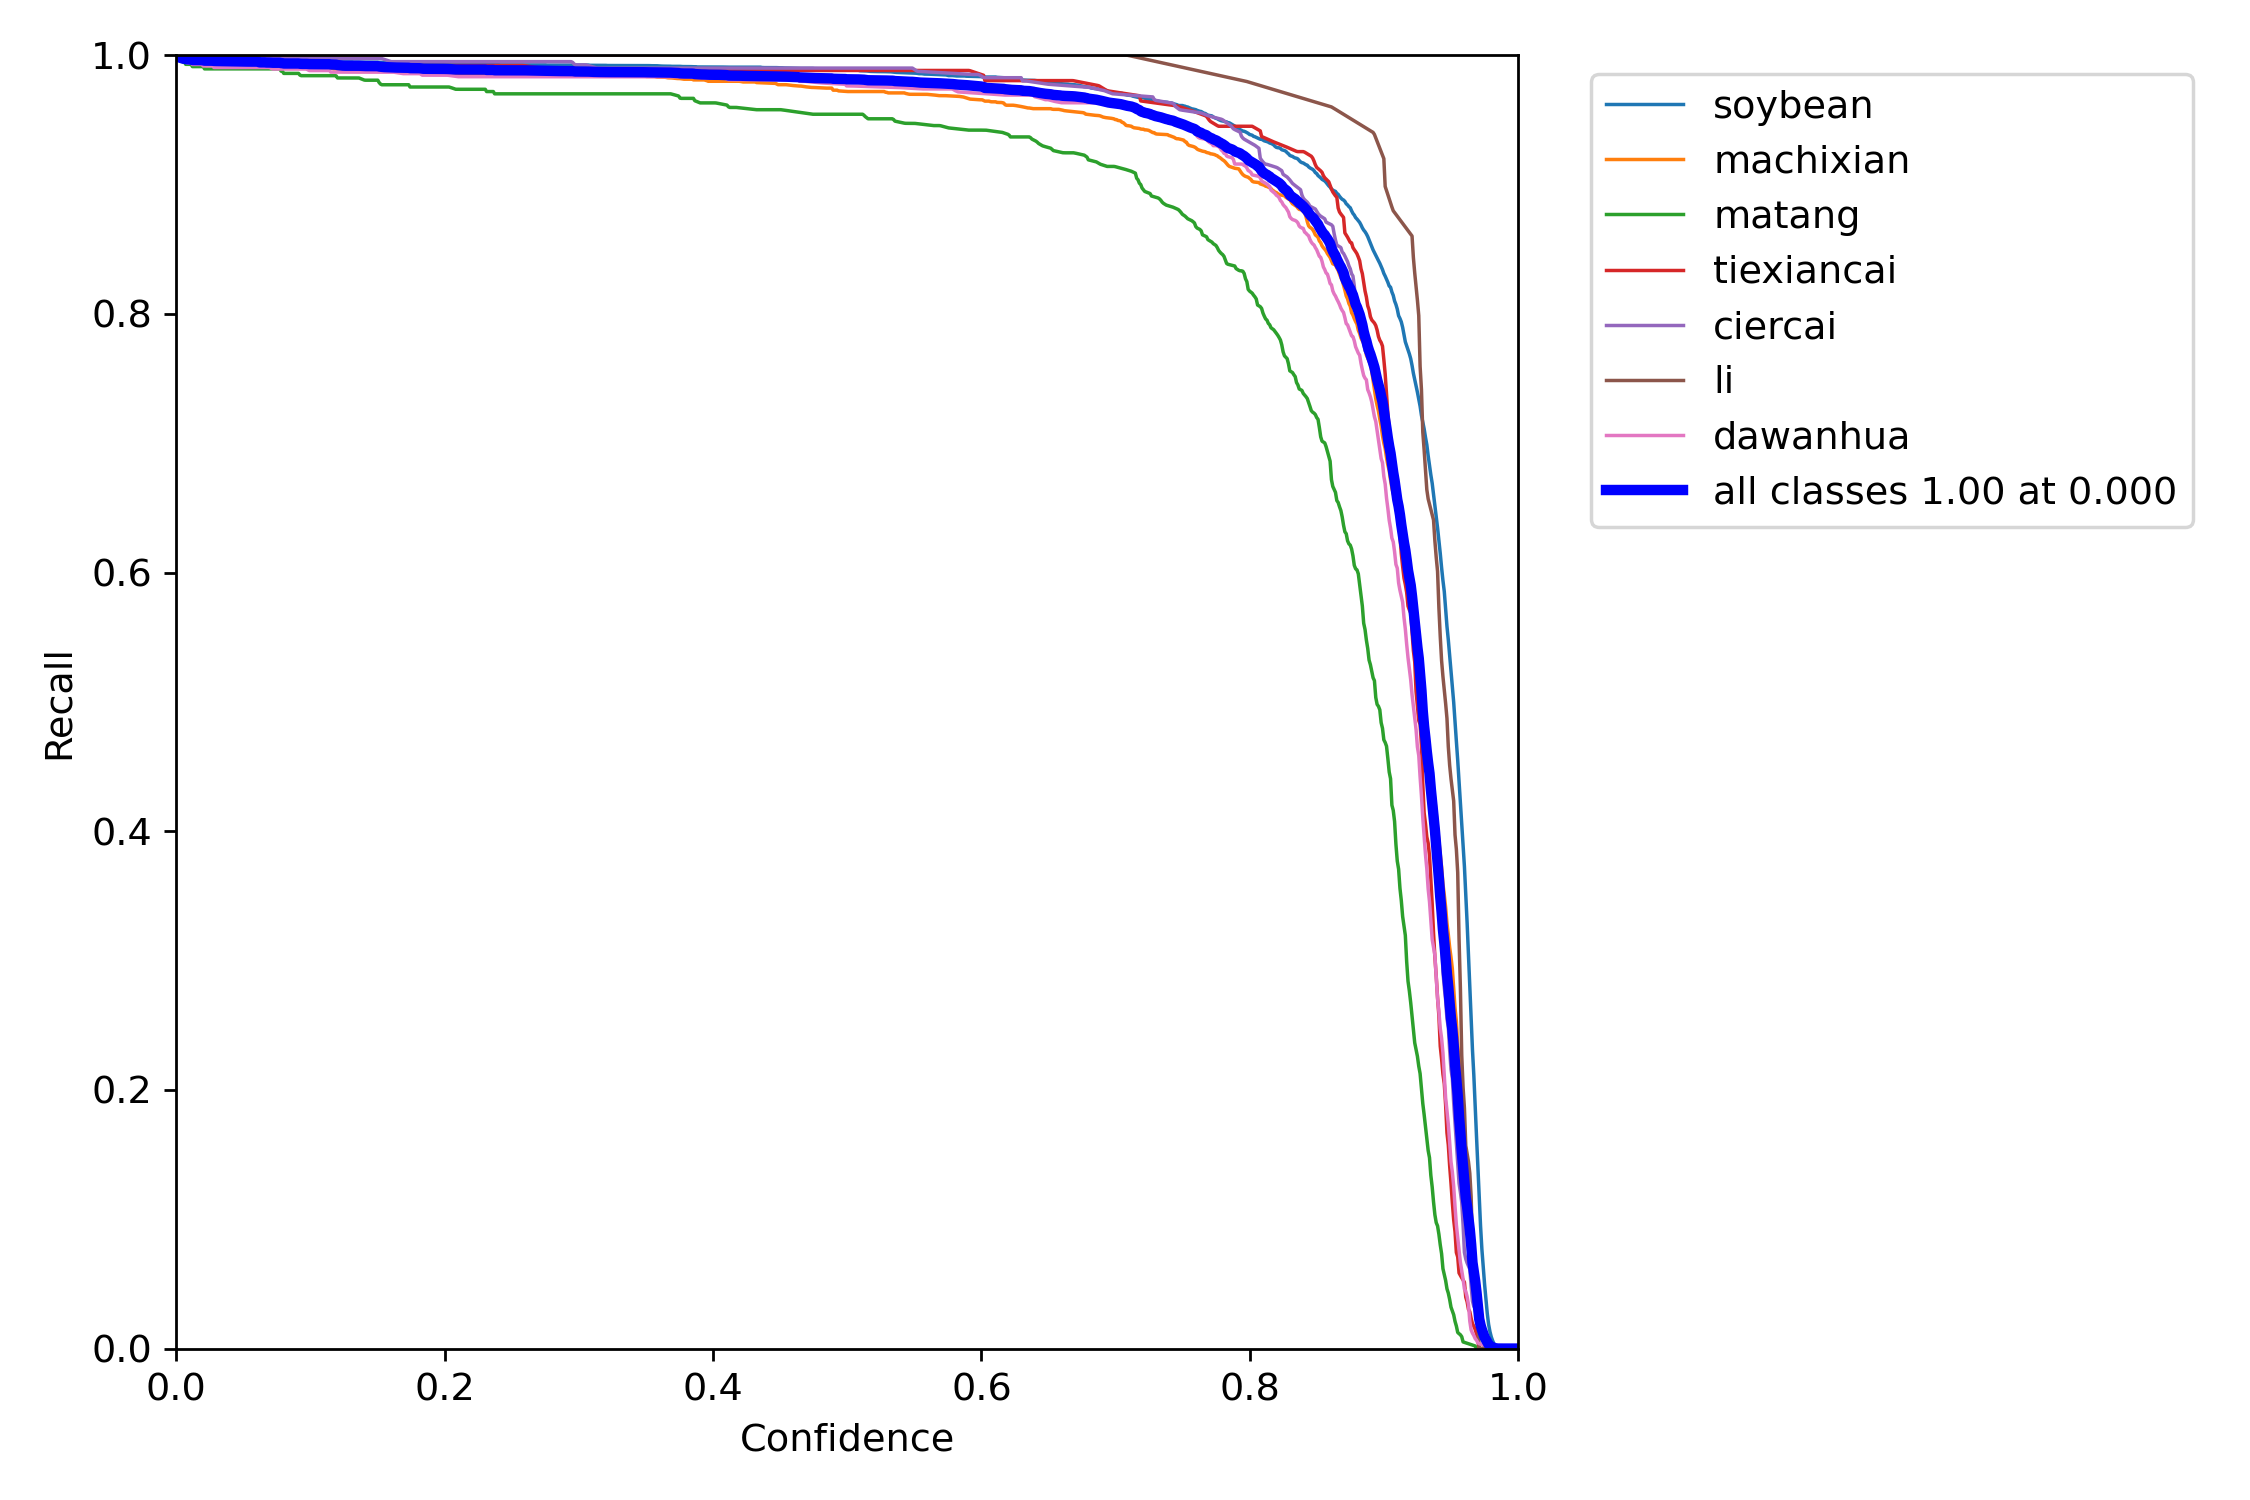 1.0
0.8
0.6
0.4
0.2
0.0
Recall
0.0 0.2 0.4 0.6 0.8 1.0
Confidence
soybean
machixian
matang
tiexiancai
ciercai
li
dawanhua
all classes 1.00 at 0.000